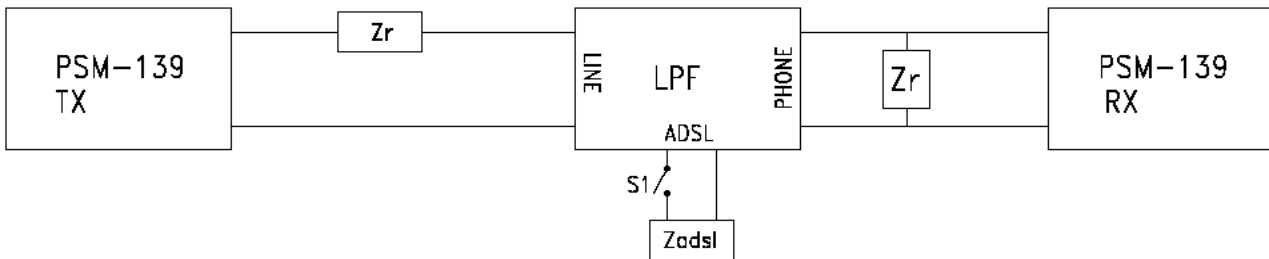 PSM-139
TX
Zr
LINE
LPF
PHONE
ADSL
Zr
PSM-139
RX
S1
Zadsl